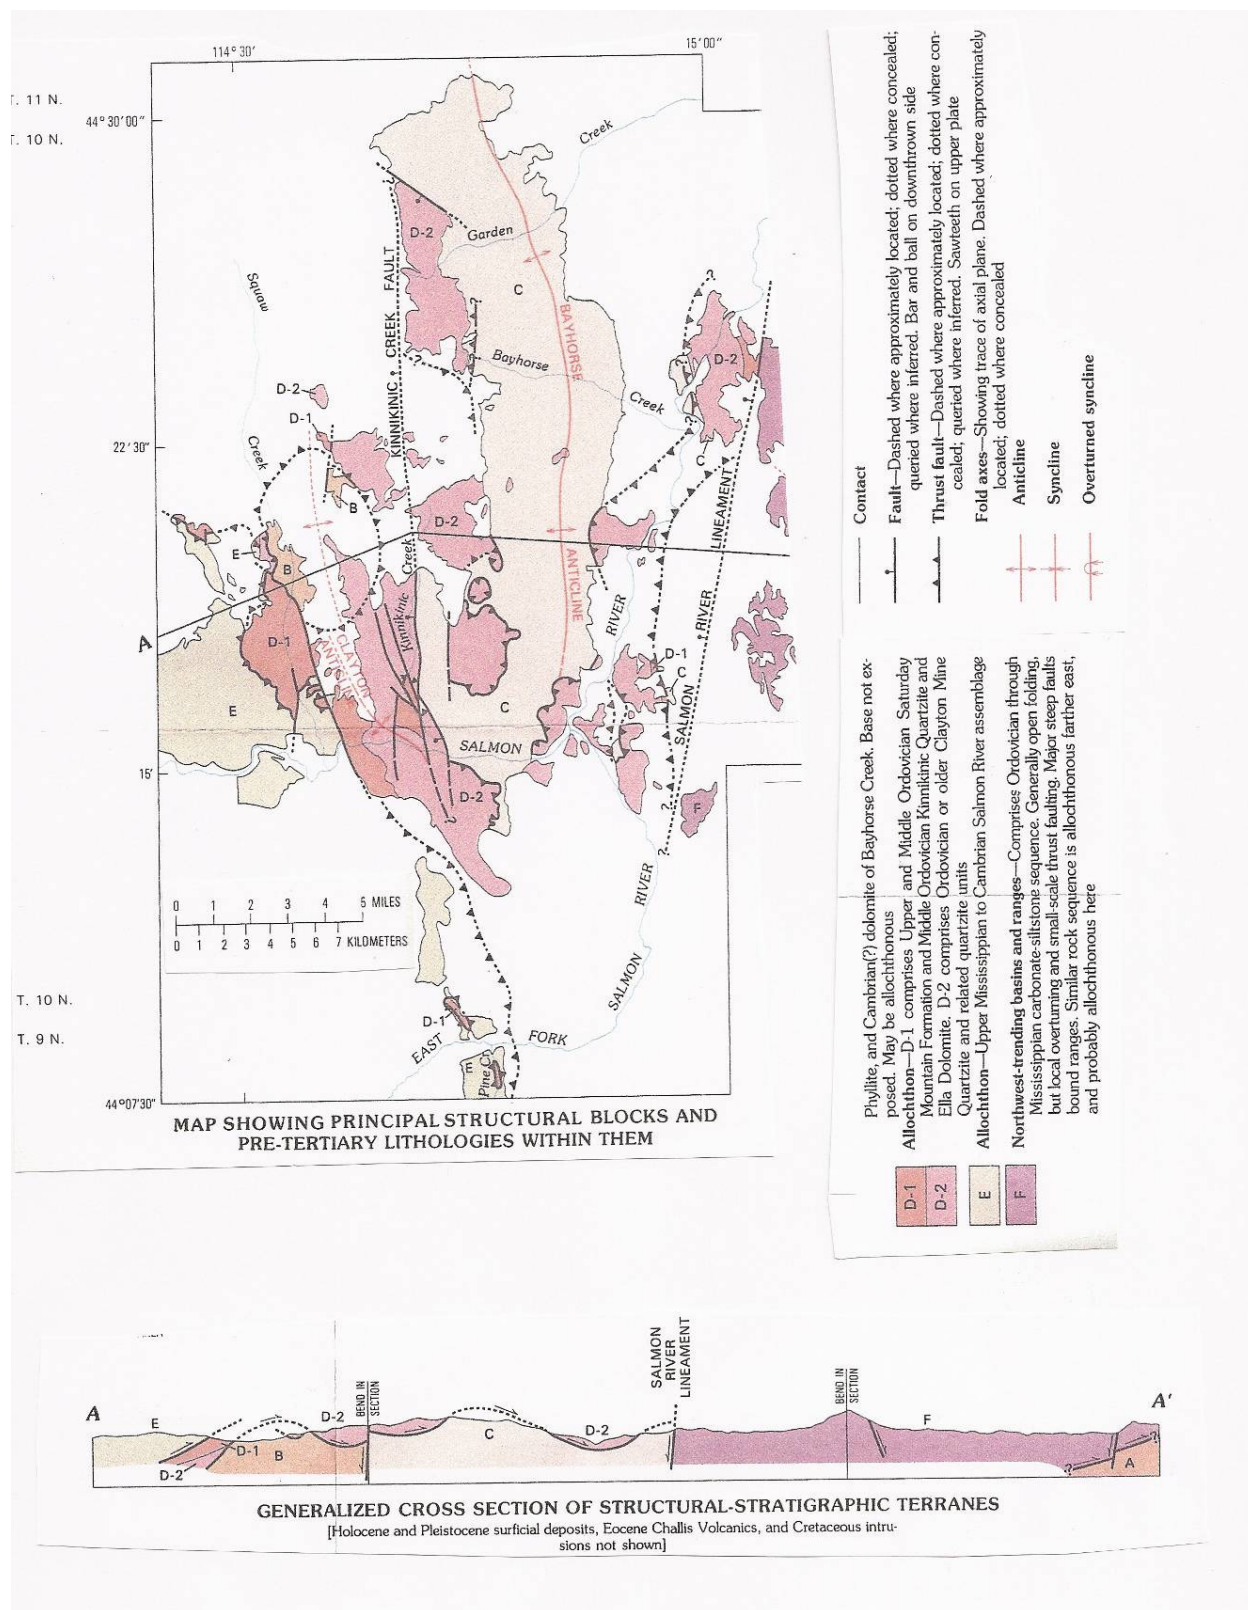 114°30'
15'00"
T. 11 N.
44°30'00"
T. 10 N.
Creek
Garden
D-2
KINNIKINIC CREEK FAULT
C
Squaw
?
?
BAYHORSE
Bayhorse
Creek
?
D-2
D-2
D-1
22'30"
Creek
C
B
D-2
E
B
Creek
ANTICLINE
LINEAMENT
RIVER
RIVER
A
D-1
Kinnikinic
CLAYTON
D-1
C
E
C
SALMON
SALMON
15'
D-2
F
?
?
?
RIVER
0 1 2 3 4 5 MILES
0 1 2 3 4 5 6 7 KILOMETERS
SALMON
T. 10 N.
D-1
T. 9 N.
EAST
FORK
E
Pine Cr
44°07'30"
MAP SHOWING PRINCIPAL STRUCTURAL BLOCKS AND
PRE-TERTIARY LITHOLOGIES WITHIN THEM
Contact
Fault—Dashed where approximately located; dotted where concealed;
queried where inferred. Bar and ball on downthrown side
Thrust fault—Dashed where approximately located; dotted where con-
cealed; queried where inferred. Sawteeth on upper plate
Fold axes—Showing trace of axial plane. Dashed where approximately
located; dotted where concealed
Anticline
Syncline
Overturned syncline
Phyllite, and Cambrian(?) dolomite of Bayhorse Creek. Base not ex-
posed. May be allochthonous
D-1
D-2
Allochthon—D-1 comprises Upper and Middle Ordovician Saturday
Mountain Formation and Middle Ordovician Kinnikinic Quartzite and
Ella Dolomite. D-2 comprises Ordovician or older Clayton Mine
Quartzite and related quartzite units
E
Allochthon—Upper Mississippian to Cambrian Salmon River assemblage
F
Northwest-trending basins and ranges—Comprises Ordovician through
Mississippian carbonate-siltstone sequence. Generally open folding,
but local overturning and small-scale thrust faulting. Major steep faults
bound ranges. Similar rock sequence is allochthonous farther east,
and probably allochthonous here
SALMON
RIVER
LINEAMENT
BEND IN
SECTION
BEND IN
SECTION
A
A'
E
D-2
D-1
B
D-2
C
D-2
F
?
?
A
GENERALIZED CROSS SECTION OF STRUCTURAL-STRATIGRAPHIC TERRANES
[Holocene and Pleistocene surficial deposits, Eocene Challis Volcanics, and Cretaceous intru-
sions not shown]